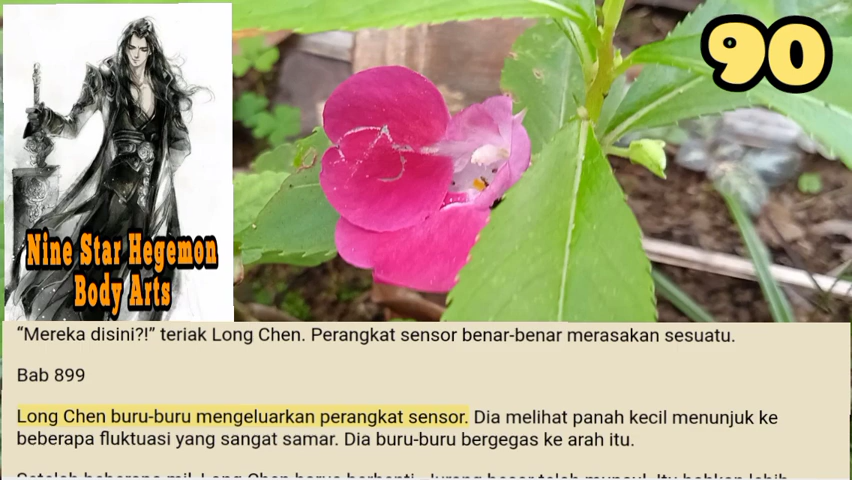 90
Nine Star Hegemon
Body Arts
“Mereka disini?!” teriak Long Chen. Perangkat sensor benar-benar merasakan sesuatu.
Bab 899
Long Chen buru-buru mengeluarkan perangkat sensor. Dia melihat panah kecil menunjuk ke
beberapa fluktuasi yang sangat samar. Dia buru-buru bergegas ke arah itu.